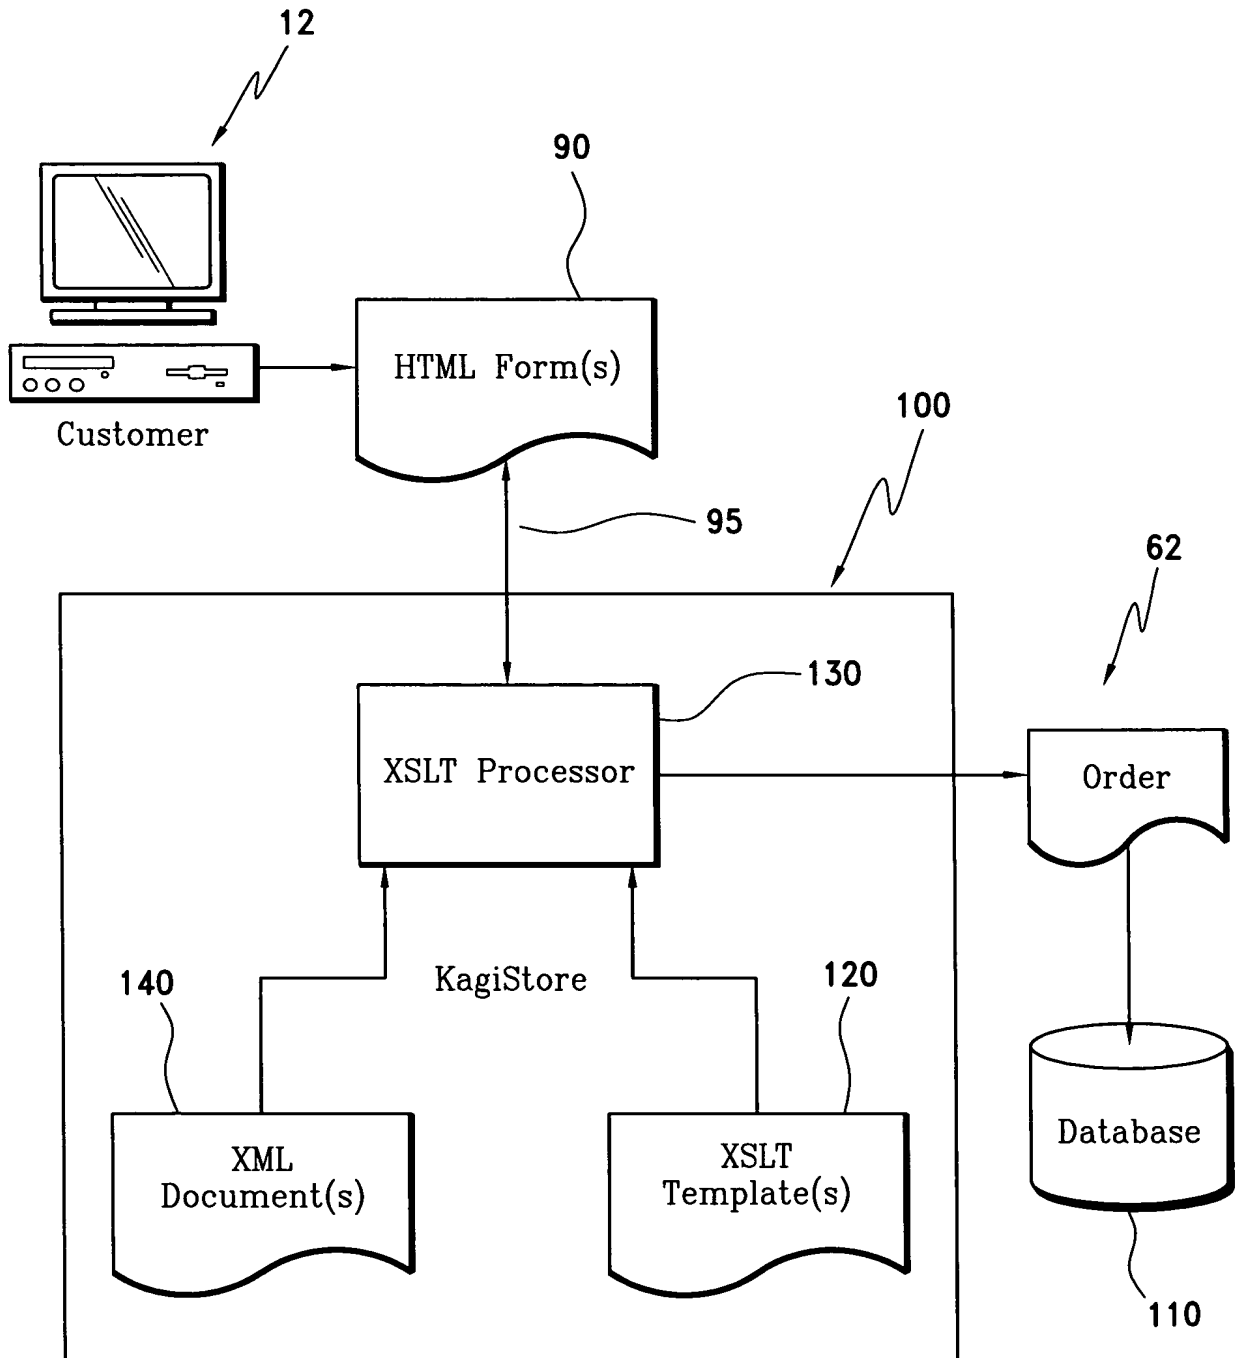 12
90
HTML Form(s)
Customer
100
95
62
130
XSLT Processor
Order
140
KagiStore
120
XML
Document(s)
XSLT
Template(s)
Database
110